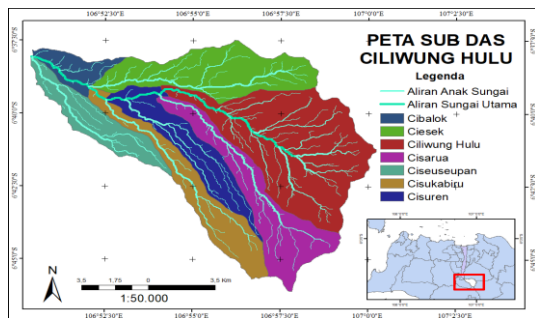 106°52'30"E 106°55'0"E 106°57'30"E 107°0'0"E 107°2'30"E
PETA SUB DAS
CILIWUNG HULU
Legenda
Aliran Anak Sungai
Aliran Sungai Utama
Cibalok
Ciesek
Ciliwung Hulu
Cisarua
Ciseuseupan
Cisukabiru
Cisuren
N
3.5 1.75 0 3.5 Km
1:50.000
106°52'30"E 106°55'0"E 106°57'30"E 107°0'0"E 107°2'30"E